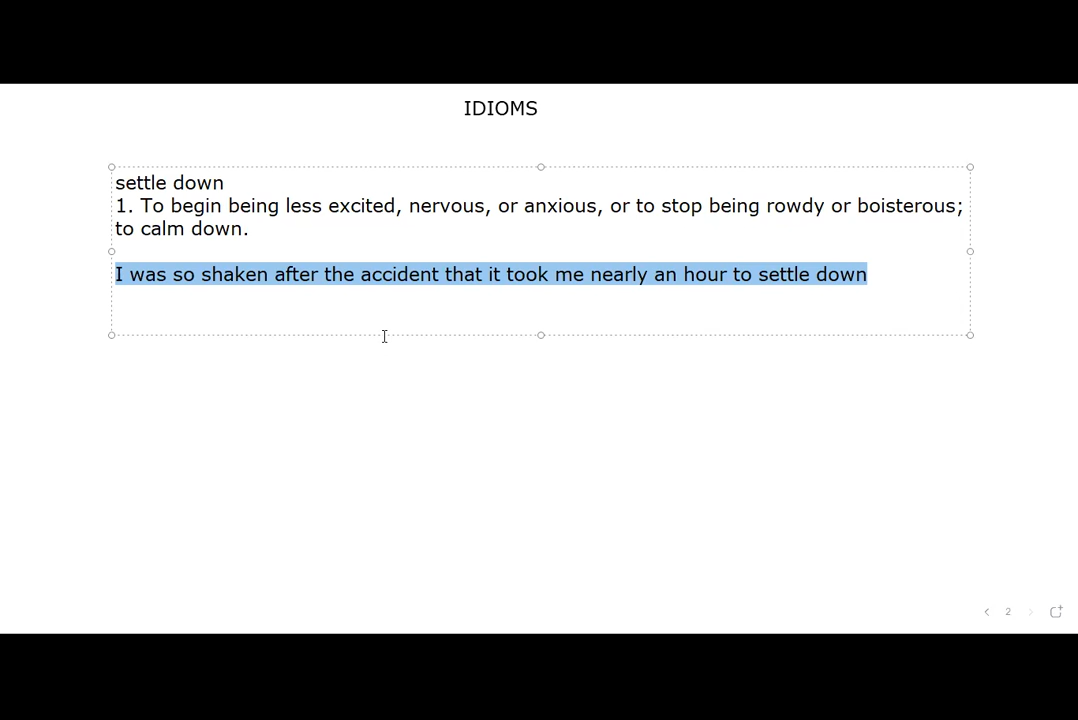 IDIOMS
settle down
1. To begin being less excited, nervous, or anxious, or to stop being rowdy or boisterous;
to calm down.
I was so shaken after the accident that it took me nearly an hour to settle down
2